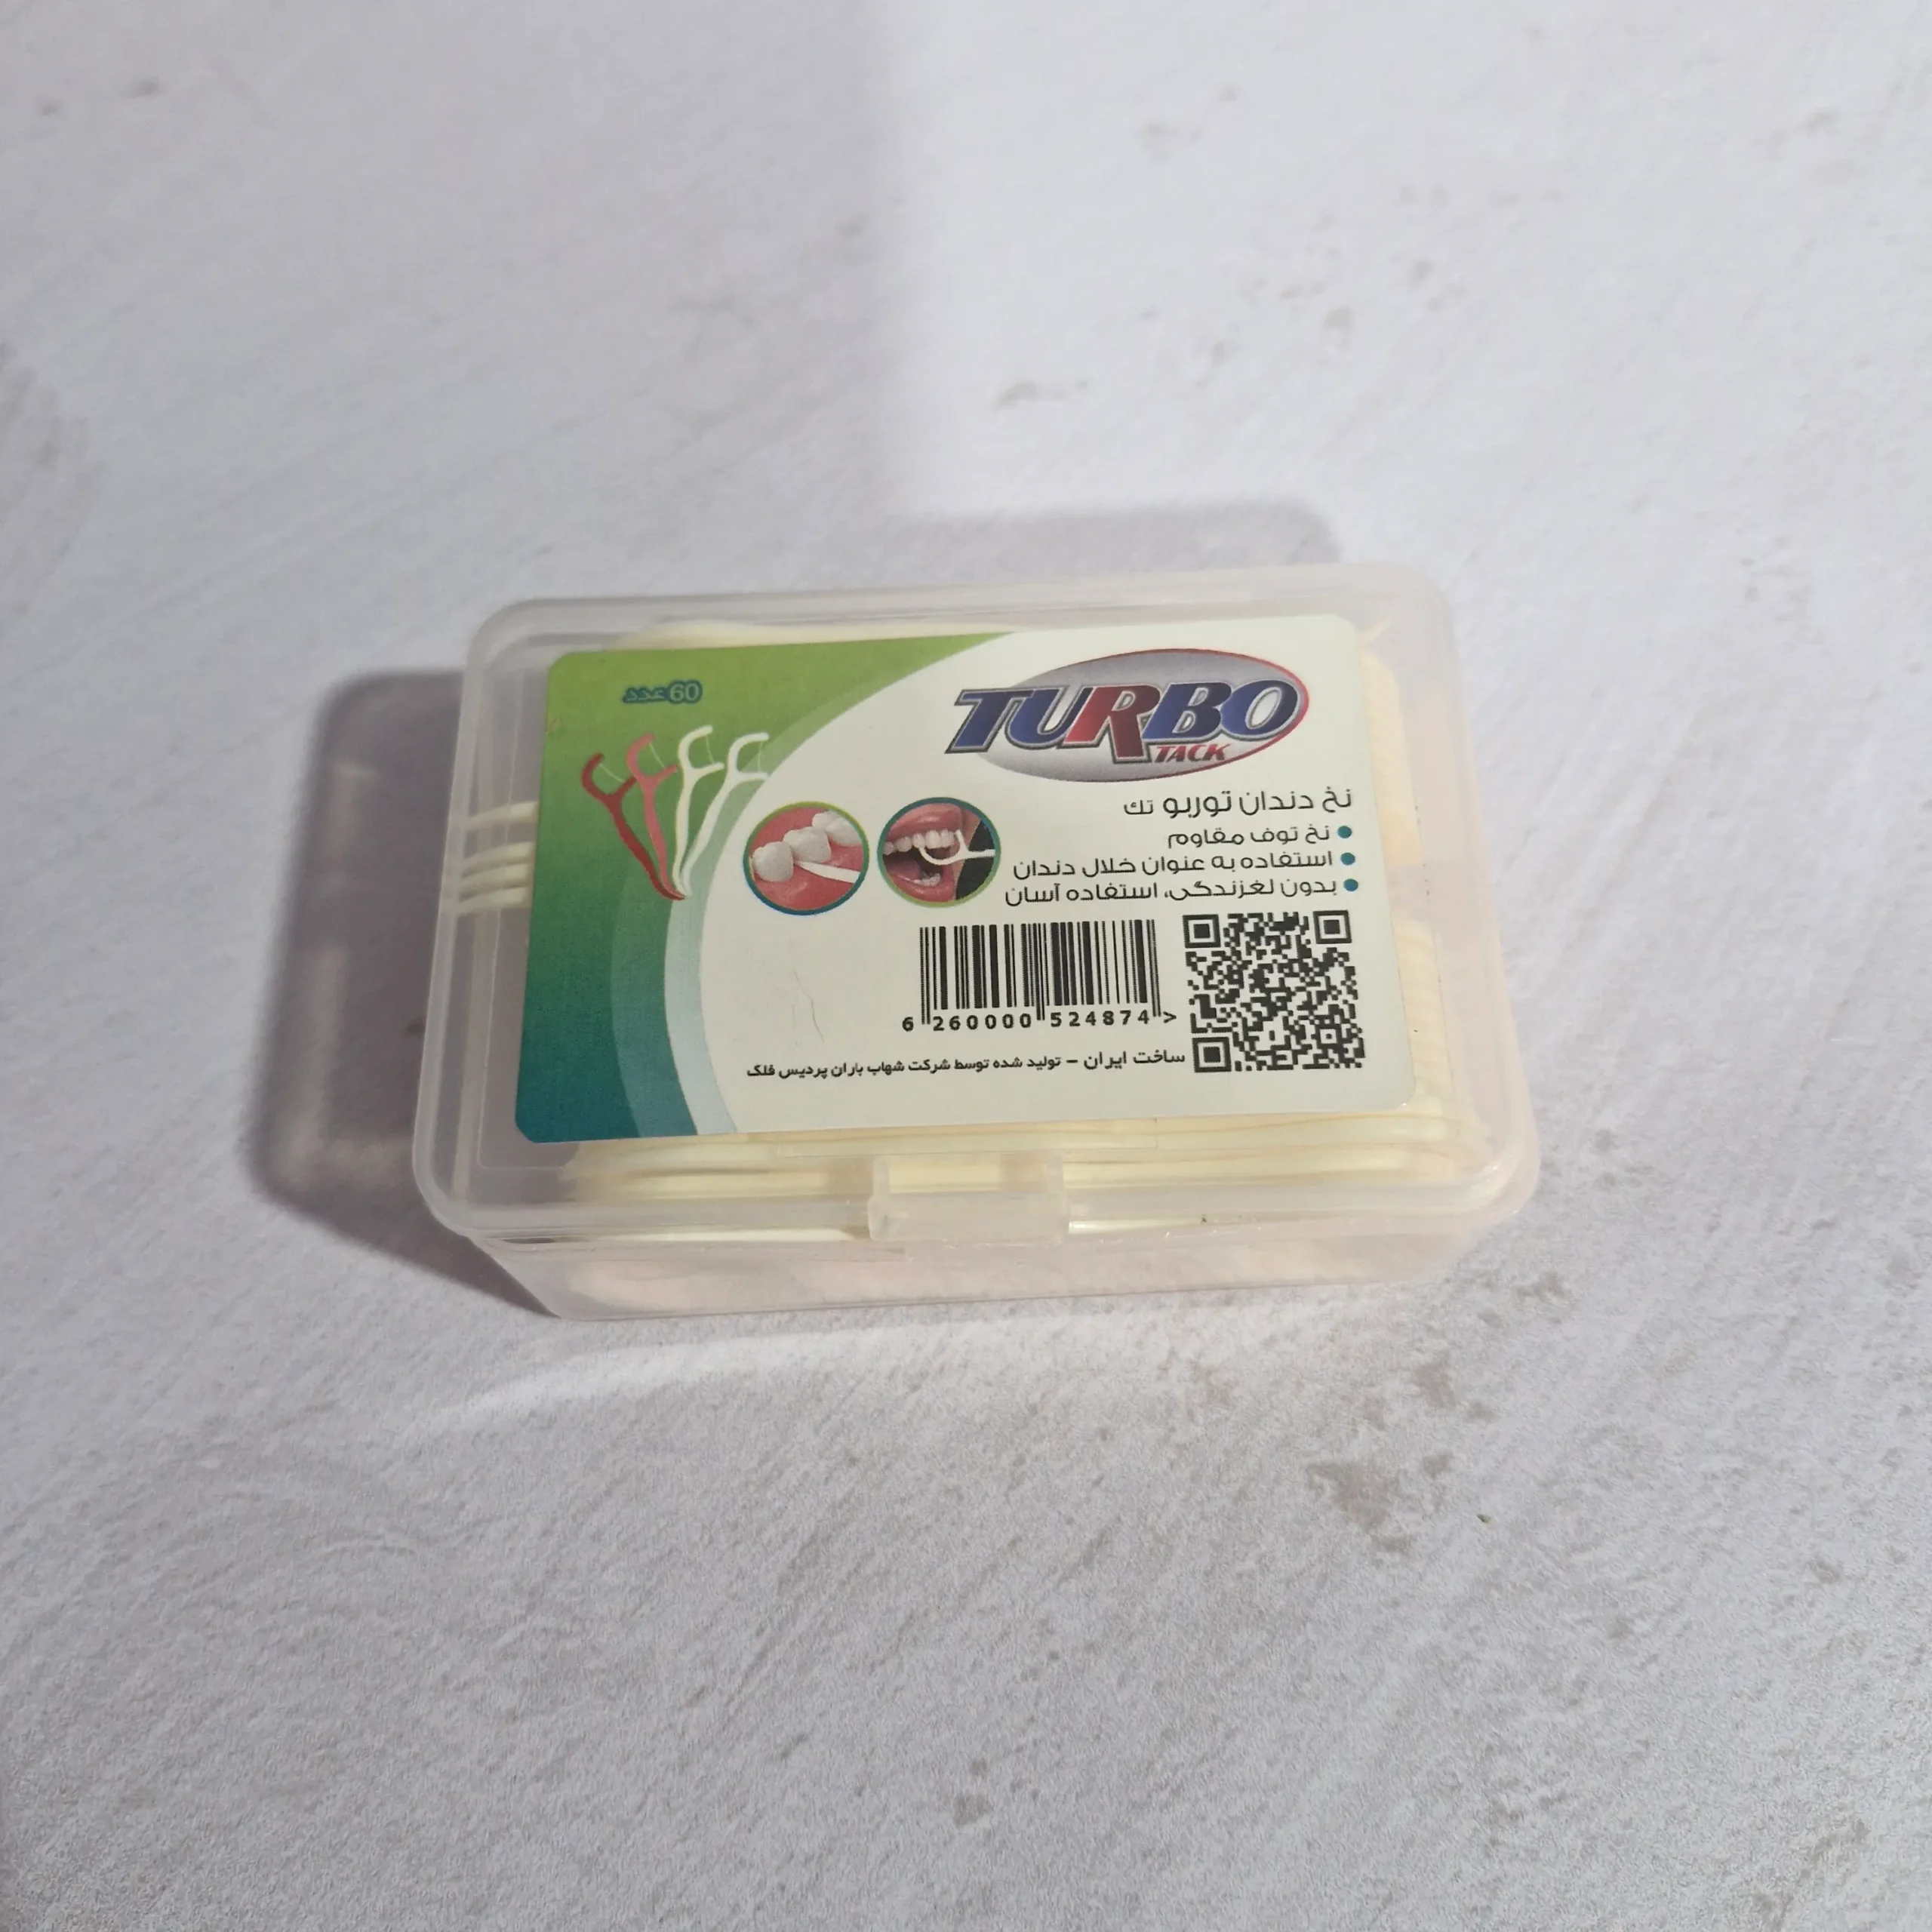 60 عدد
TURBO
TACK
نخ دندان توربو تك
● نخ توف مقاوم
● استفاده به عنوان خلال دندان
● بدون لغزندگی، استفاده آسان
6 260000 524874 >
ساخت ایران – تولید شده توسط شرکت شهاب باران پردیس فلک